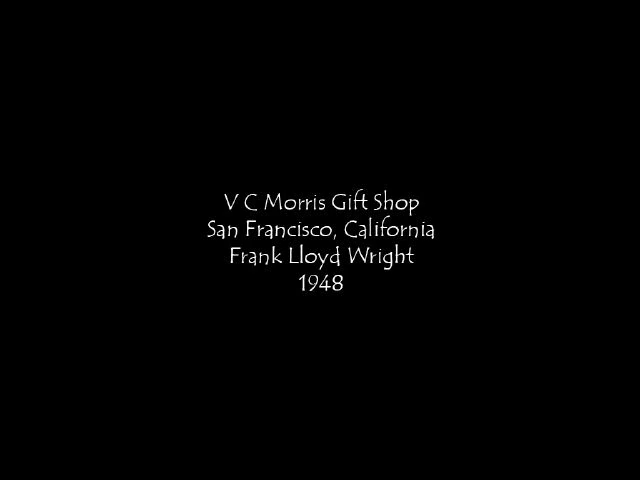 V C Morris Gift Shop
San Francisco, California
Frank Lloyd Wright
1948